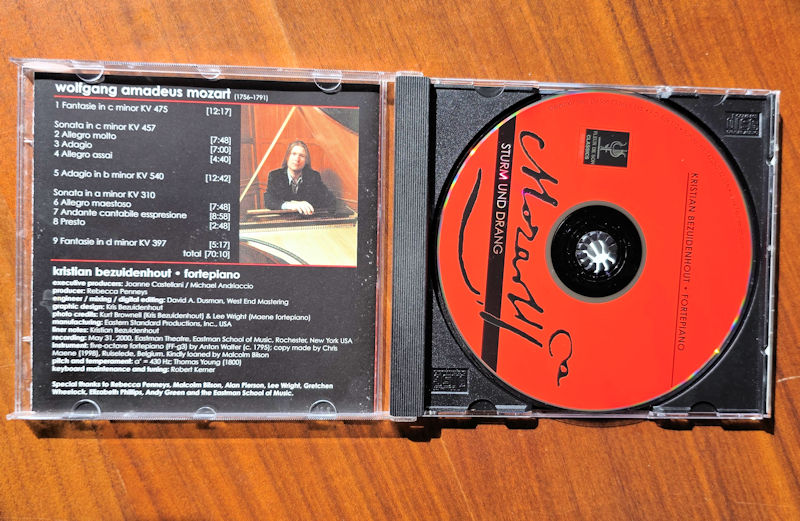 wolfgang amadeus mozart (1756–1791)
1 Fantasie in c minor KV 475 [12:17]
Sonata in c minor KV 457
2 Allegro molto [7:48]
3 Adagio [7:00]
4 Allegro assai [4:40]
5 Adagio in b minor KV 540 [12:42]
Sonata in a minor KV 310
6 Allegro maestoso [7:48]
7 Andante cantabile esspresione [8:58]
8 Presto [2:48]
9 Fantasie in d minor KV 397 [5:17]
total [70:10]
kristian bezuidenhout • fortepiano
executive producers: Joanne Castellani / Michael Andriaccio
producer: Rebecca Penneys
engineer / mixing / digital editing: David A. Dusman, West End Mastering
graphic design: Kris Bezuidenhout
photo credits: Kurt Brownell (Kris Bezuidenhout) & Lee Wright (Maene fortepiano)
manufacturing: Eastern Standard Productions, Inc., USA
liner notes: Kristian Bezuidenhout
recording: May 31, 2000, Eastman Theatre, Eastman School of Music, Rochester, New York USA
instrument: five-octave fortepiano (FF-g3) by Anton Walter (c. 1795); copy made by Chris
Maene (1998), Ruiselede, Belgium. Kindly loaned by Malcolm Bilson
pitch and temperament: a' = 430 Hz; Thomas Young (1800)
keyboard maintenance and tuning: Robert Kerner
Special thanks to Rebecca Penneys, Malcolm Bilson, Alan Pierson, Lee Wright, Gretchen
Wheelock, Elizabeth Phillips, Andy Green and the Eastman School of Music.
FLEUR DE SON
CLASSICS
Mozart
STURM UND DRANG
KRISTIAN BEZUIDENHOUT • FORTEPIANO